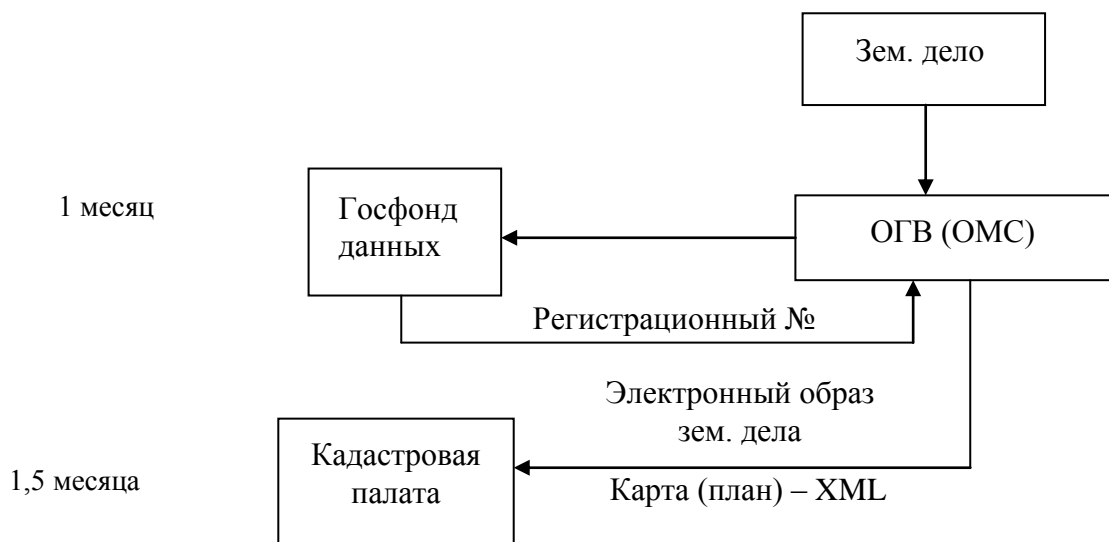 Зем. дело
1 месяц
Госфонд
данных
ОГВ (ОМС)
Регистрационный №
Электронный образ
зем. дела
1,5 месяца
Кадастровая
палата
Карта (план) – XML